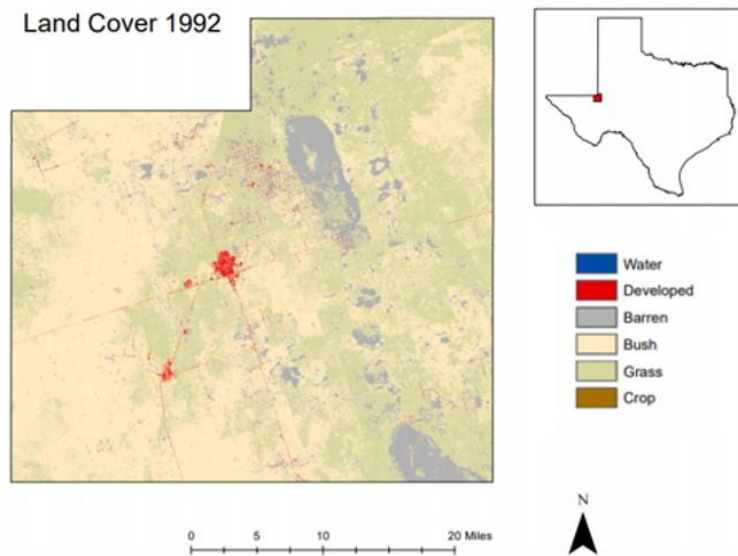 Land Cover 1992
Water
Developed
Barren
Bush
Grass
Crop
N
0 5 10 20 Miles